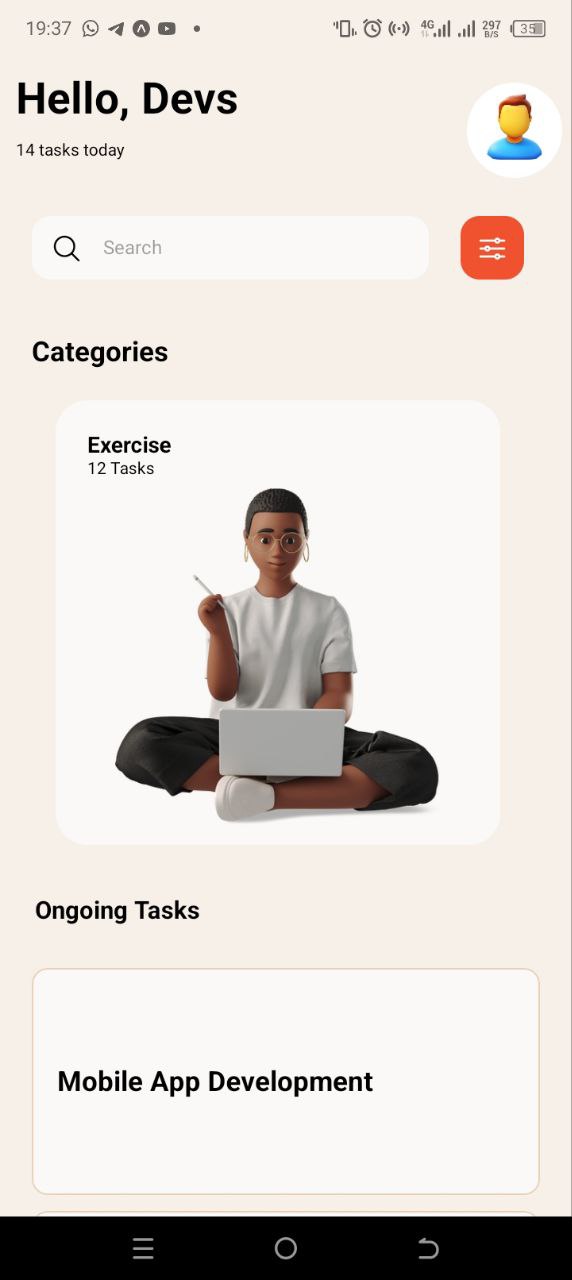 19:37
4G
297
B/S
35
Hello, Devs
14 tasks today
Search
Categories
Exercise
12 Tasks
Ongoing Tasks
Mobile App Development